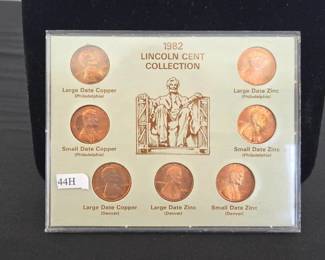 1982
LINCOLN CENT
COLLECTION
Large Date Copper
(Philadelphia)
Large Date Zinc
(Philadelphia)
Small Date Copper
(Philadelphia)
Small Date Zinc
(Philadelphia)
44H
Large Date Copper
(Denver)
Large Date Zinc
(Denver)
Small Date Zinc
(Denver)